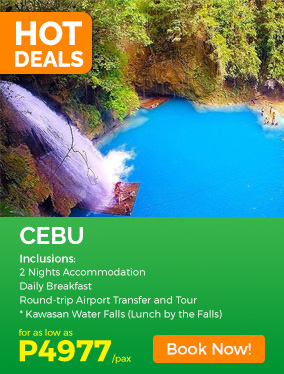 HOT
DEALS
CEBU
Inclusions:
2 Nights Accommodation
Daily Breakfast
Round-trip Airport Transfer and Tour
* Kawasan Water Falls (Lunch by the Falls)
for as low as
P4977/pax
Book Now!